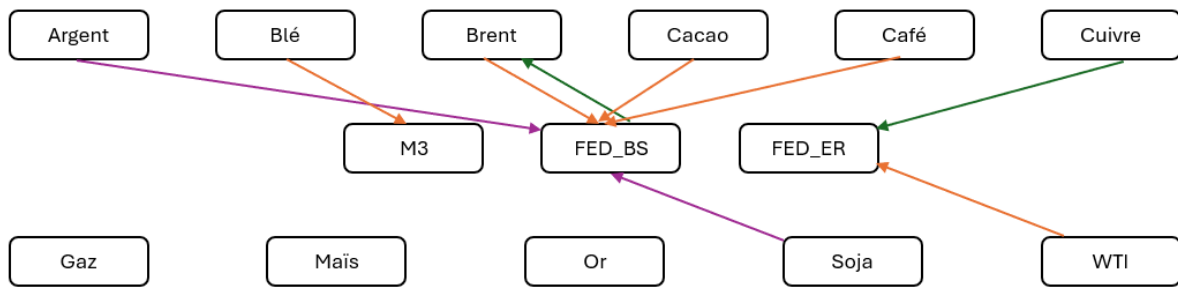 Argent
Blé
Brent
Cacao
Café
Cuivre
M3
FED_BS
FED_ER
Gaz
Maïs
Or
Soja
WTI